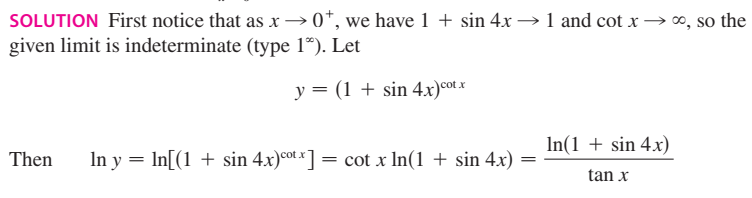 SOLUTION First notice that as x → 0⁺, we have 1 + sin 4x → 1 and cot x → ∞, so the
given limit is indeterminate (type 1^∞). Let
y = (1 + sin 4x)^(cot x)
Then ln y = ln[(1 + sin 4x)^(cot x)] = cot x ln(1 + sin 4x) = ln(1 + sin 4x) / tan x